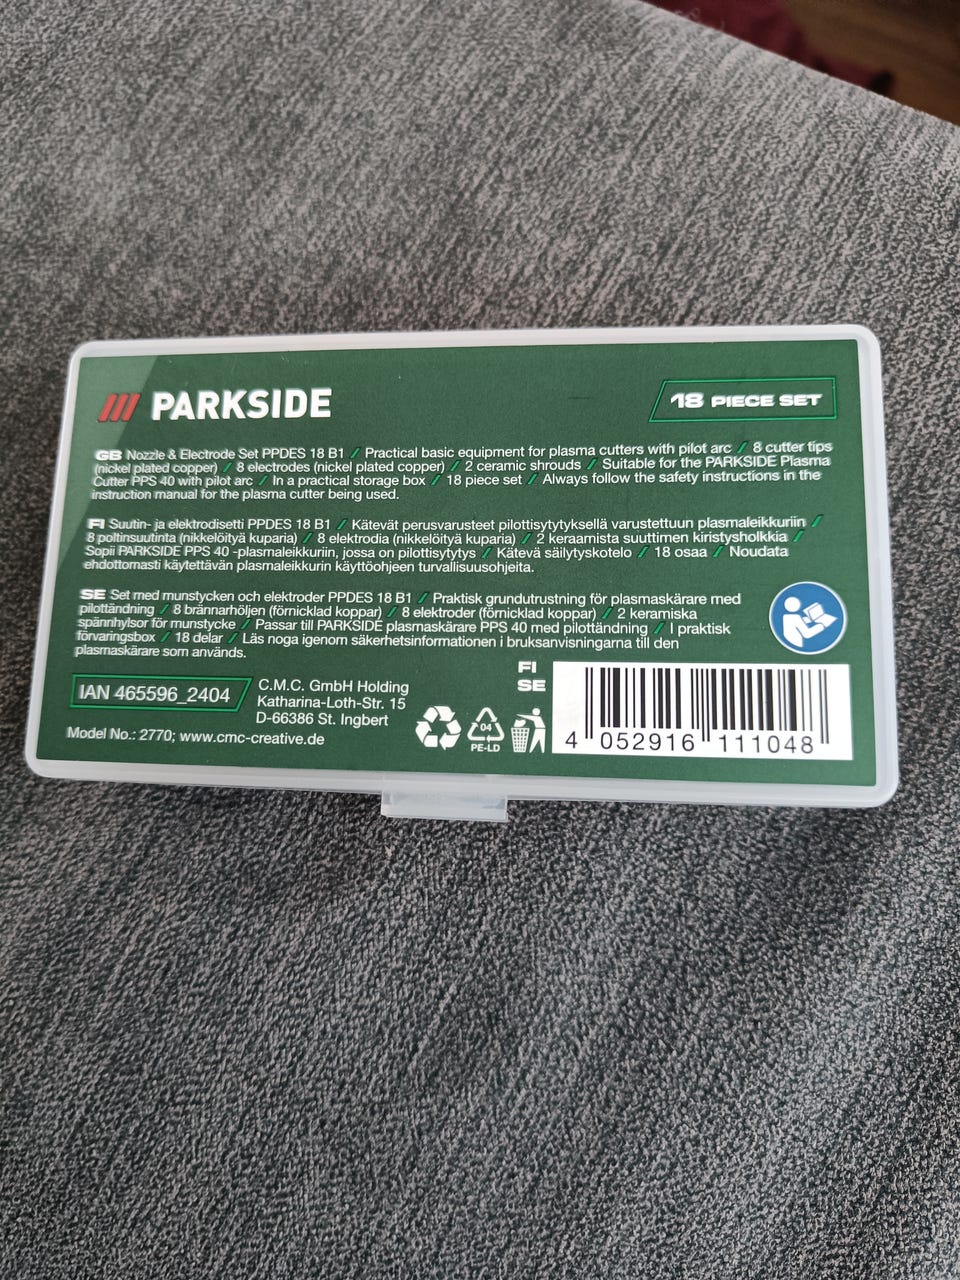 PARKSIDE
18 PIECE SET
GB Nozzle & Electrode Set PPDES 18 B1 / Practical basic equipment for plasma cutters with pilot arc / 8 cutter tips
(nickel plated copper) / 8 electrodes (nickel plated copper) / 2 ceramic shrouds / Suitable for the PARKSIDE Plasma
Cutter PPS 40 with pilot arc / In a practical storage box / 18 piece set / Always follow the safety instructions in the
instruction manual for the plasma cutter being used.
FI Suutin- ja elektrodisetti PPDES 18 B1 / Kätevät perusvarusteet pilottisytytyksellä varustettuun plasmaleikkuriin /
8 poltinsuutinta (nikkelöityä kuparia) / 8 elektrodia (nikkelöityä kuparia) / 2 keraamista suuttimen kiristysholkkia /
Sopii PARKSIDE PPS 40 -plasmaleikkuriin, jossa on pilottisytytys / Kätevä säilytyskotelo / 18 osaa / Noudata
ehdottomasti käytettävän plasmaleikkurin käyttöohjeen turvallisuusohjeita.
SE Set med munstycken och elektroder PPDES 18 B1 / Praktisk grundutrustning för plasmaskärare med
pilottändning / 8 brännarhöljen (förnicklad koppar) / 8 elektroder (förnicklad koppar) / 2 keramiska
spännhylsor för munstycke / Passar till PARKSIDE plasmaskärare PPS 40 med pilottändning / I praktisk
förvaringsbox / 18 delar / Läs noga igenom säkerhetsinformationen i bruksanvisningarna till den
plasmaskärare som används.
IAN 465596_2404
C.M.C. GmbH Holding
Katharina-Loth-Str. 15
D-66386 St. Ingbert
Model No.: 2770; www.cmc-creative.de
04
PE-LD
FI
SE
4 052916 111048